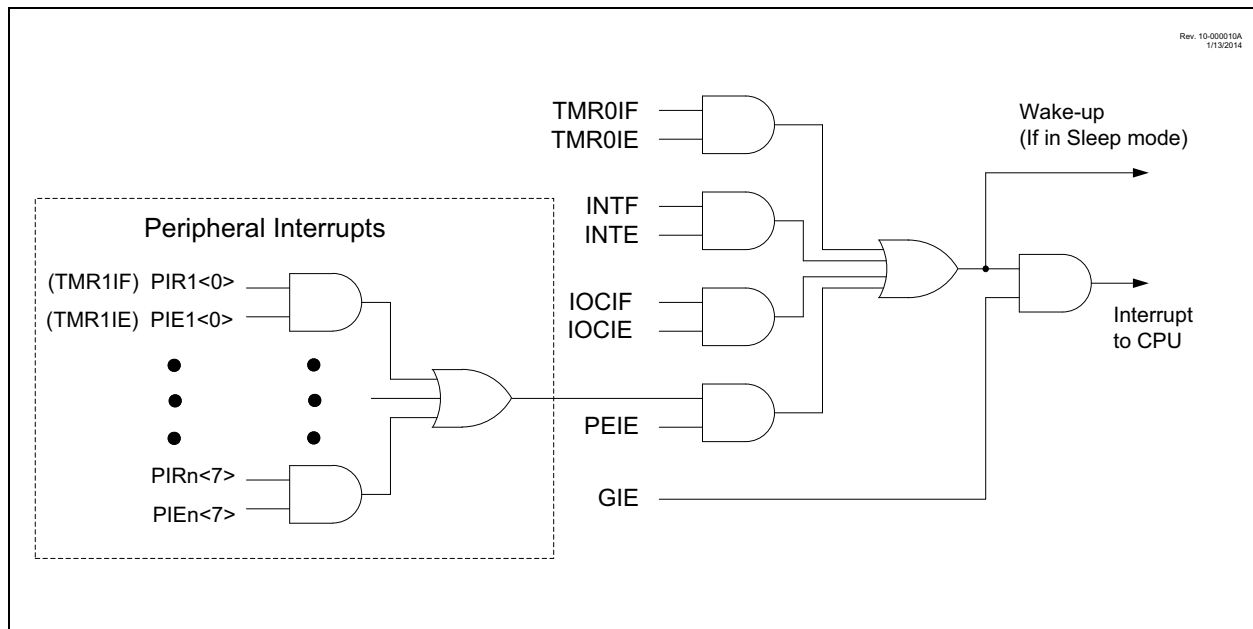 Rev. 10-000010A
1/13/2014
TMR0IF
TMR0IE
Wake-up
(If in Sleep mode)
INTF
INTE
Peripheral Interrupts
(TMR1IF) PIR1<0>
(TMR1IE) PIE1<0>
IOCIF
IOCIE
Interrupt
to CPU
PEIE
PIRn<7>
PIEn<7>
GIE